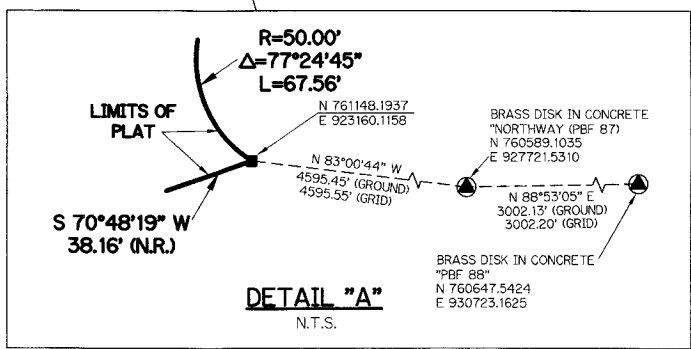 R=50.00'
Δ=77°24'45"
L=67.56'
LIMITS OF
PLAT
N 761148.1937
E 923160.1158
BRASS DISK IN CONCRETE
"NORTHWAY (PBF 87)
N 760589.1035
E 927721.5310
N 83°00'44" W
4595.45' (GROUND)
4595.55' (GRID)
N 88°53'05" E
3002.13' (GROUND)
3002.20' (GRID)
S 70°48'19" W
38.16' (N.R.)
BRASS DISK IN CONCRETE
"PBF 88"
N 760647.5424
E 930723.1625
DETAIL "A"
N.T.S.